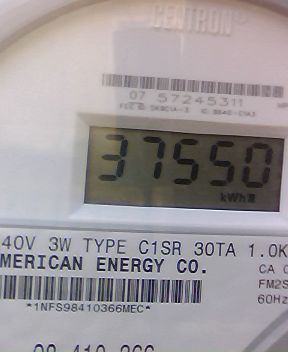 CENTRON
07 57245311
37550
kWh
40V 3W TYPE C1SR 30TA 1.0K
MERICAN ENERGY CO.
CA 0
FM2S
60Hz
*1NFS98410366MEC*